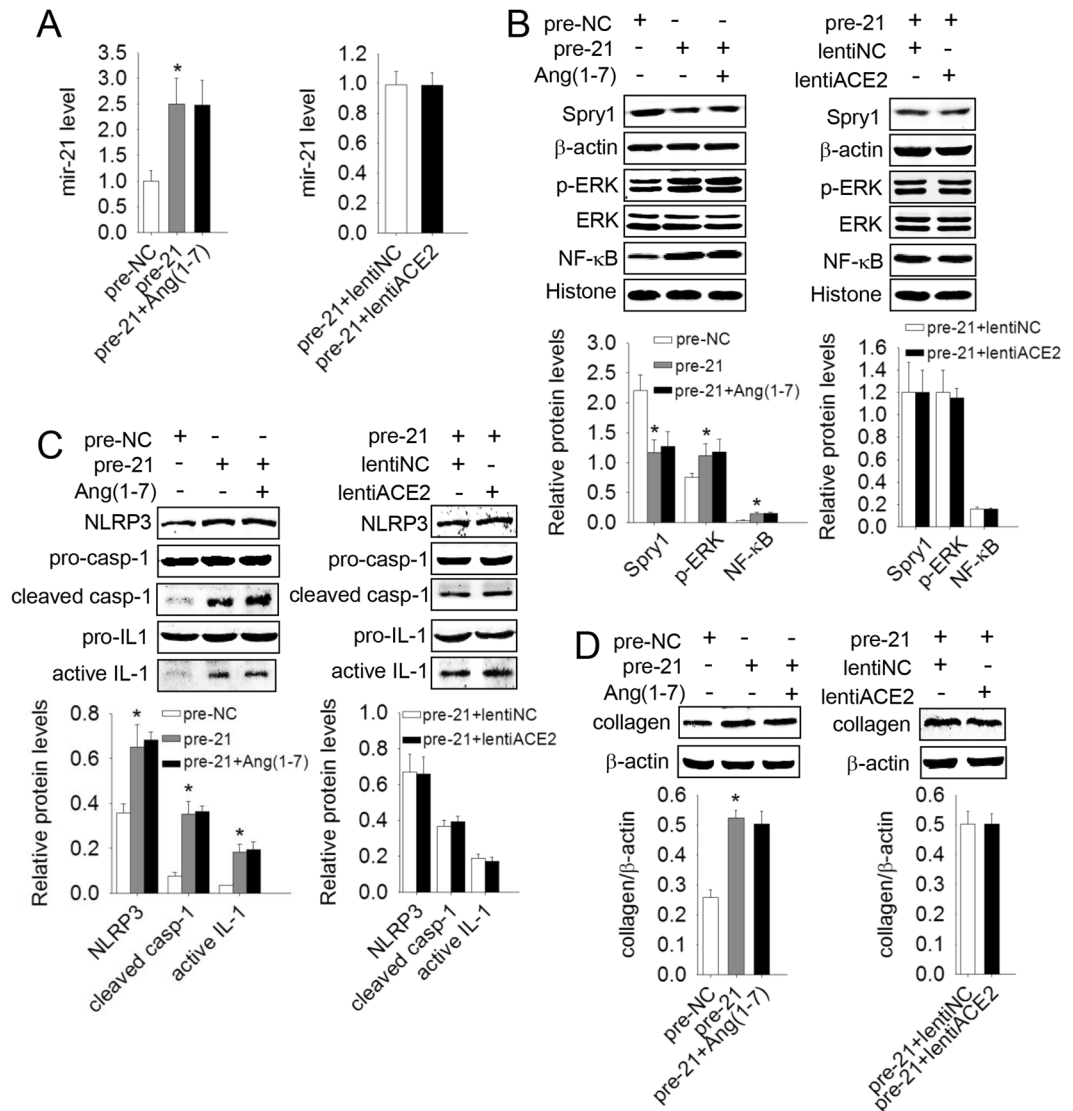 A
mir-21 level
4.0
3.5
3.0
2.5
2.0
1.5
1.0
0.5
0.0
*
pre-NC
pre-21
pre-21+Ang(1-7)
mir-21 level
1.2
1.0
0.8
0.6
0.4
0.2
0.0
pre-21+lentiNC
pre-21+lentiACE2
B
pre-NC + - -
pre-21 - + +
Ang(1-7) - - +
Spry1
β-actin
p-ERK
ERK
NF-κB
Histone
pre-21 + +
lentiNC + -
lentiACE2 - +
Spry1
β-actin
p-ERK
ERK
NF-κB
Histone
Relative protein levels
3.0
2.5
2.0
1.5
1.0
0.5
0.0
pre-NC
pre-21
pre-21+Ang(1-7)
* * *
Spry1
p-ERK
NF-κB
Relative protein levels
1.6
1.4
1.2
1.0
0.8
0.6
0.4
0.2
0.0
pre-21+lentiNC
pre-21+lentiACE2
Spry1
p-ERK
NF-κB
C
pre-NC + - -
pre-21 - + +
Ang(1-7) - - +
NLRP3
pro-casp-1
cleaved casp-1
pro-IL1
active IL-1
pre-21 + +
lentiNC + -
lentiACE2 - +
NLRP3
pro-casp-1
cleaved casp-1
pro-IL-1
active IL-1
Relative protein levels
0.8
0.6
0.4
0.2
0.0
pre-NC
pre-21
pre-21+Ang(1-7)
* * *
NLRP3
cleaved casp-1
active IL-1
Relative protein levels
1.0
0.8
0.6
0.4
0.2
0.0
pre-21+lentiNC
pre-21+lentiACE2
NLRP3
cleaved casp-1
active IL-1
D
pre-NC + - -
pre-21 - + +
Ang(1-7) - - +
collagen
β-actin
pre-21 + +
lentiNC + -
lentiACE2 - +
collagen
β-actin
collagen/β-actin
0.6
0.5
0.4
0.3
0.2
0.1
0.0
*
pre-NC
pre-21
pre-21+Ang(1-7)
collagen/β-actin
0.6
0.5
0.4
0.3
0.2
0.1
0.0
pre-21+lentiNC
pre-21+lentiACE2